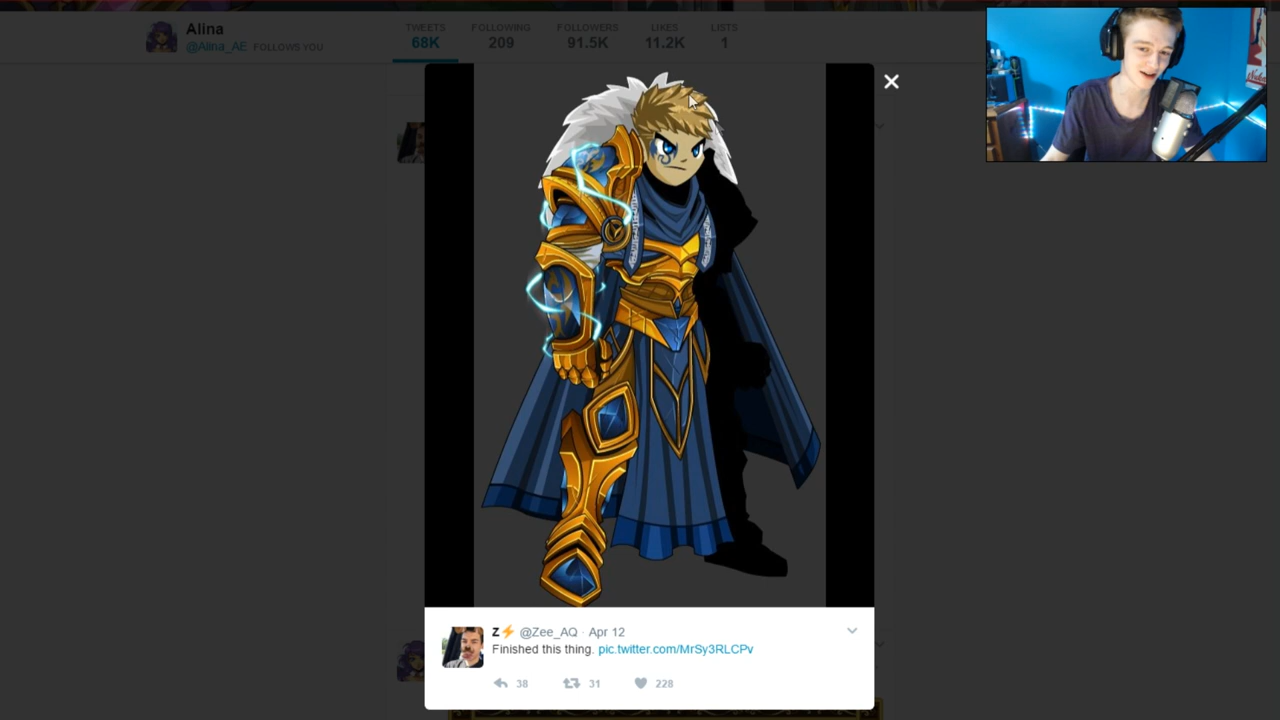 Alina
@Alina_AE FOLLOWS YOU
TWEETS
68K
FOLLOWING
209
FOLLOWERS
91.5K
LIKES
11.2K
LISTS
1
Z⚡ @Zee_AQ · Apr 12
Finished this thing. pic.twitter.com/MrSy3RLCPv
38 31 228